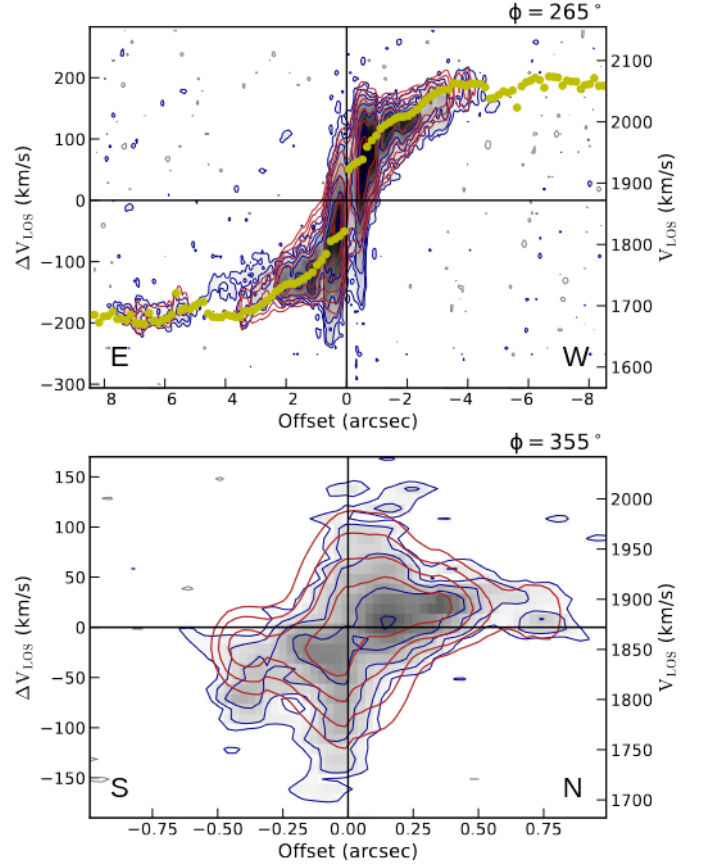 ϕ = 265°
200
100
0
−100
−200
−300
2100
2000
1900
1800
1700
1600
ΔV_LOS (km/s)
V_LOS (km/s)
E
W
8 6 4 2 0 −2 −4 −6 −8
Offset (arcsec)
ϕ = 355°
150
100
50
0
−50
−100
−150
2000
1950
1900
1850
1800
1750
1700
ΔV_LOS (km/s)
V_LOS (km/s)
S
N
−0.75 −0.50 −0.25 0.00 0.25 0.50 0.75
Offset (arcsec)